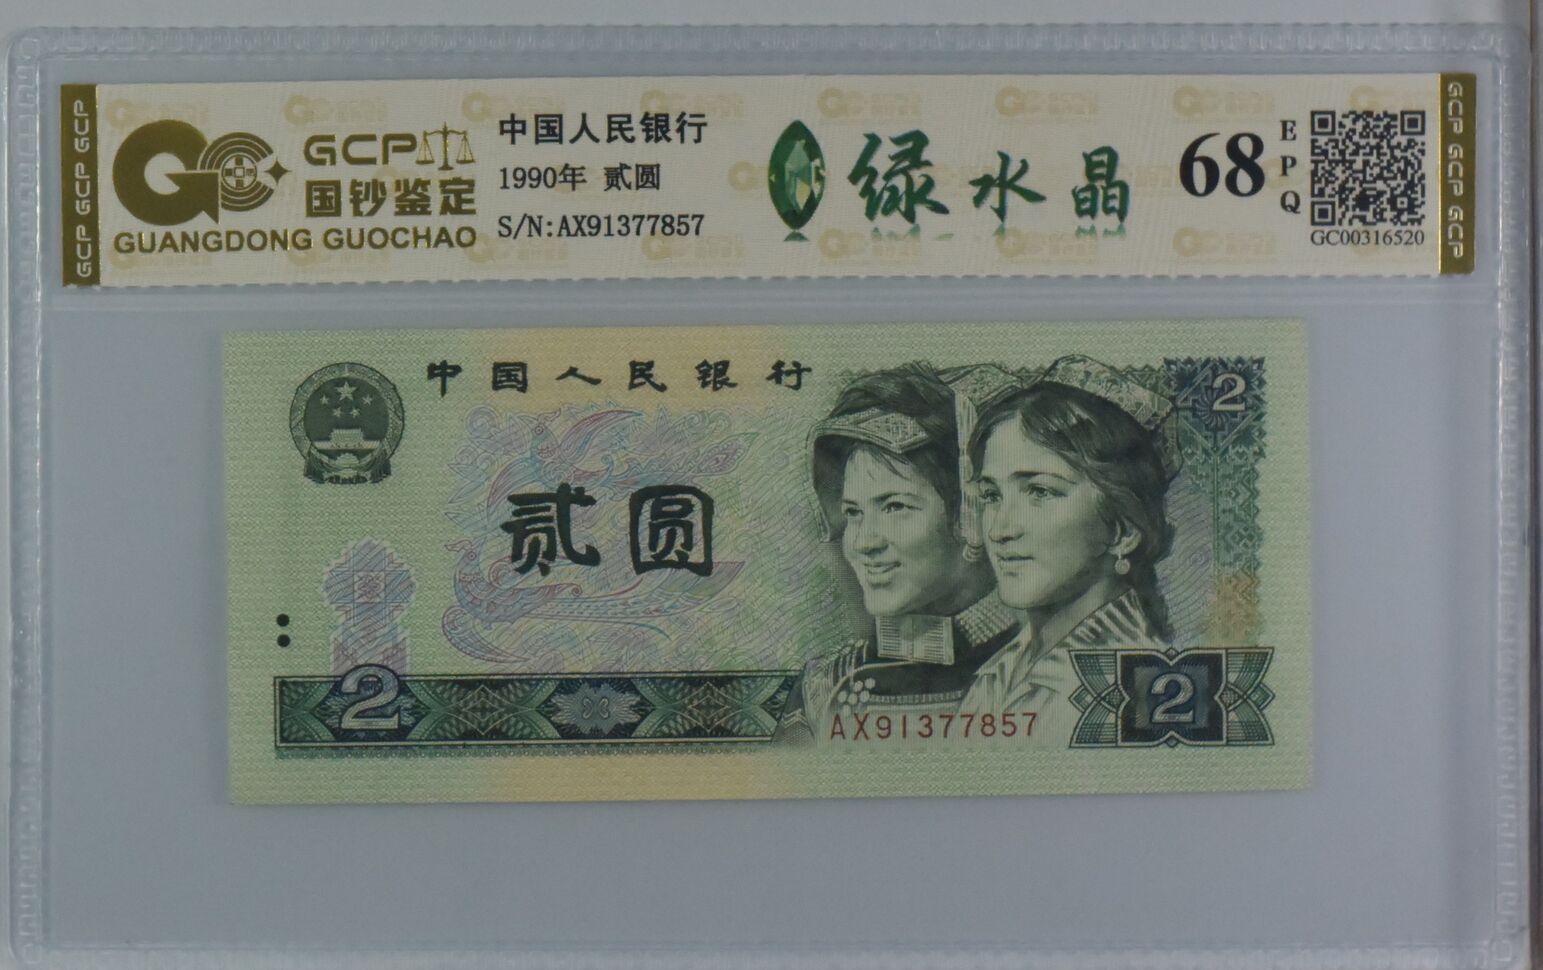 GCP GCP GCP
GCP
国钞鉴定
GUANGDONG GUOCHAO
中国人民银行
1990年 贰圆
S/N:AX91377857
绿水晶
68
EPQ
GC00316520
GCP GCP GCP
中国人民银行
2
贰圆
2
AX91377857
2